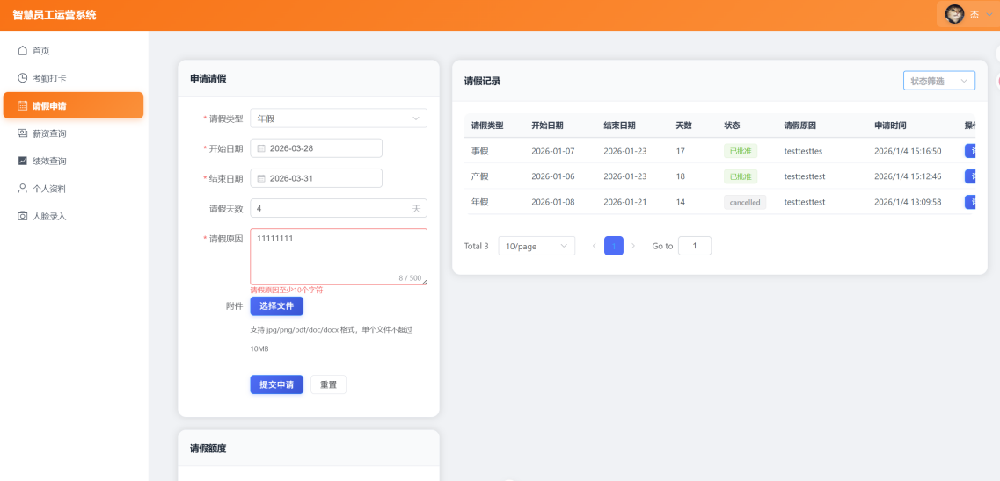 智慧员工运营系统
杰
首页
考勤打卡
请假申请
薪资查询
绩效查询
个人资料
人脸录入
申请请假
* 请假类型 年假
* 开始日期 2026-03-28
* 结束日期 2026-03-31
请假天数 4 天
* 请假原因 11111111
8 / 500
请假原因至少10个字符
附件 选择文件
支持 jpg/png/pdf/doc/docx 格式，单个文件不超过
10MB
提交申请 重置
请假额度
请假记录 状态筛选
请假类型 开始日期 结束日期 天数 状态 请假原因 申请时间
事假 2026-01-07 2026-01-23 17 已批准 testtesttes 2026/1/4 15:16:50
产假 2026-01-06 2026-01-23 18 已批准 testtesttest 2026/1/4 15:12:46
年假 2026-01-08 2026-01-21 14 cancelled testtesttest 2026/1/4 13:09:58
Total 3 10/page 1 Go to 1